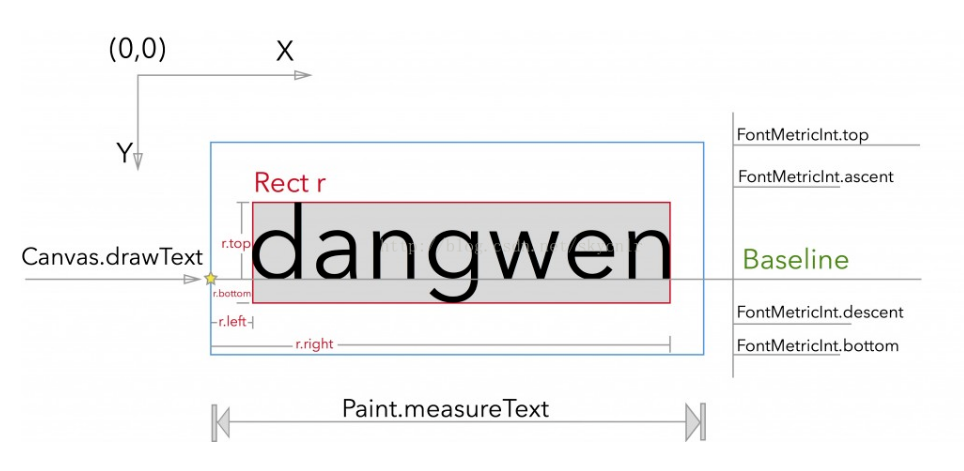 (0,0)
X
Y
FontMetricInt.top
FontMetricInt.ascent
Rect r
r.top
dangwen
Canvas.drawText
Baseline
r.bottom
FontMetricInt.descent
r.left
r.right
FontMetricInt.bottom
Paint.measureText